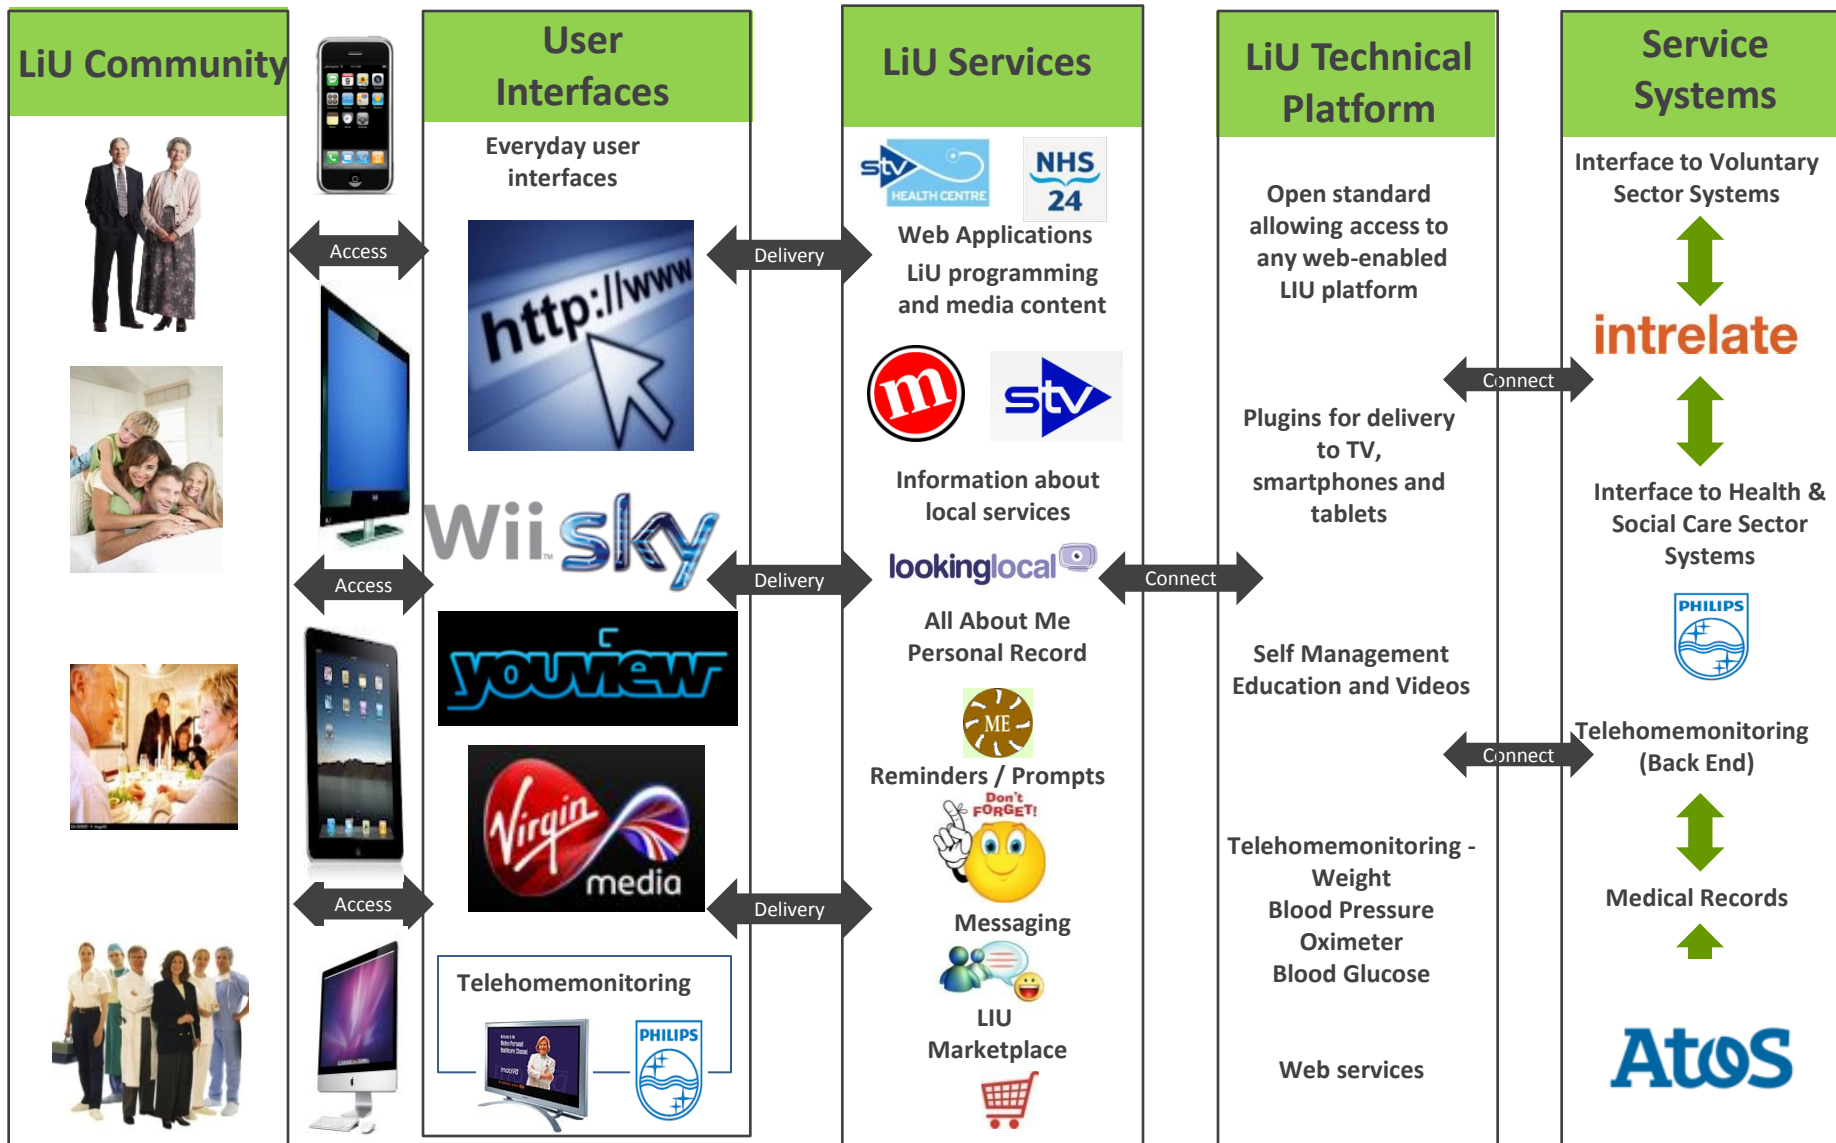 LiU Community
User
Interfaces
LiU Services
LiU Technical
Platform
Service
Systems
Everyday user
interfaces
Access
http://www
Wii
sky
Access
youview
Virgin
media
Access
Telehomemonitoring
motiva
PHILIPS
Delivery
Delivery
Delivery
stv
HEALTH CENTRE
NHS
24
Web Applications
LiU programming
and media content
m
stv
Information about
local services
lookinglocal
All About Me
Personal Record
ME
Reminders / Prompts
Don't
FORGET!
Messaging
LIU
Marketplace
Connect
Open standard
allowing access to
any web-enabled
LIU platform
Plugins for delivery
to TV,
smartphones and
tablets
Self Management
Education and Videos
Telehomemonitoring -
Weight
Blood Pressure
Oximeter
Blood Glucose
Web services
Connect
Connect
Interface to Voluntary
Sector Systems
intrelate
Interface to Health &
Social Care Sector
Systems
PHILIPS
Telehomemonitoring
(Back End)
Medical Records
Atos